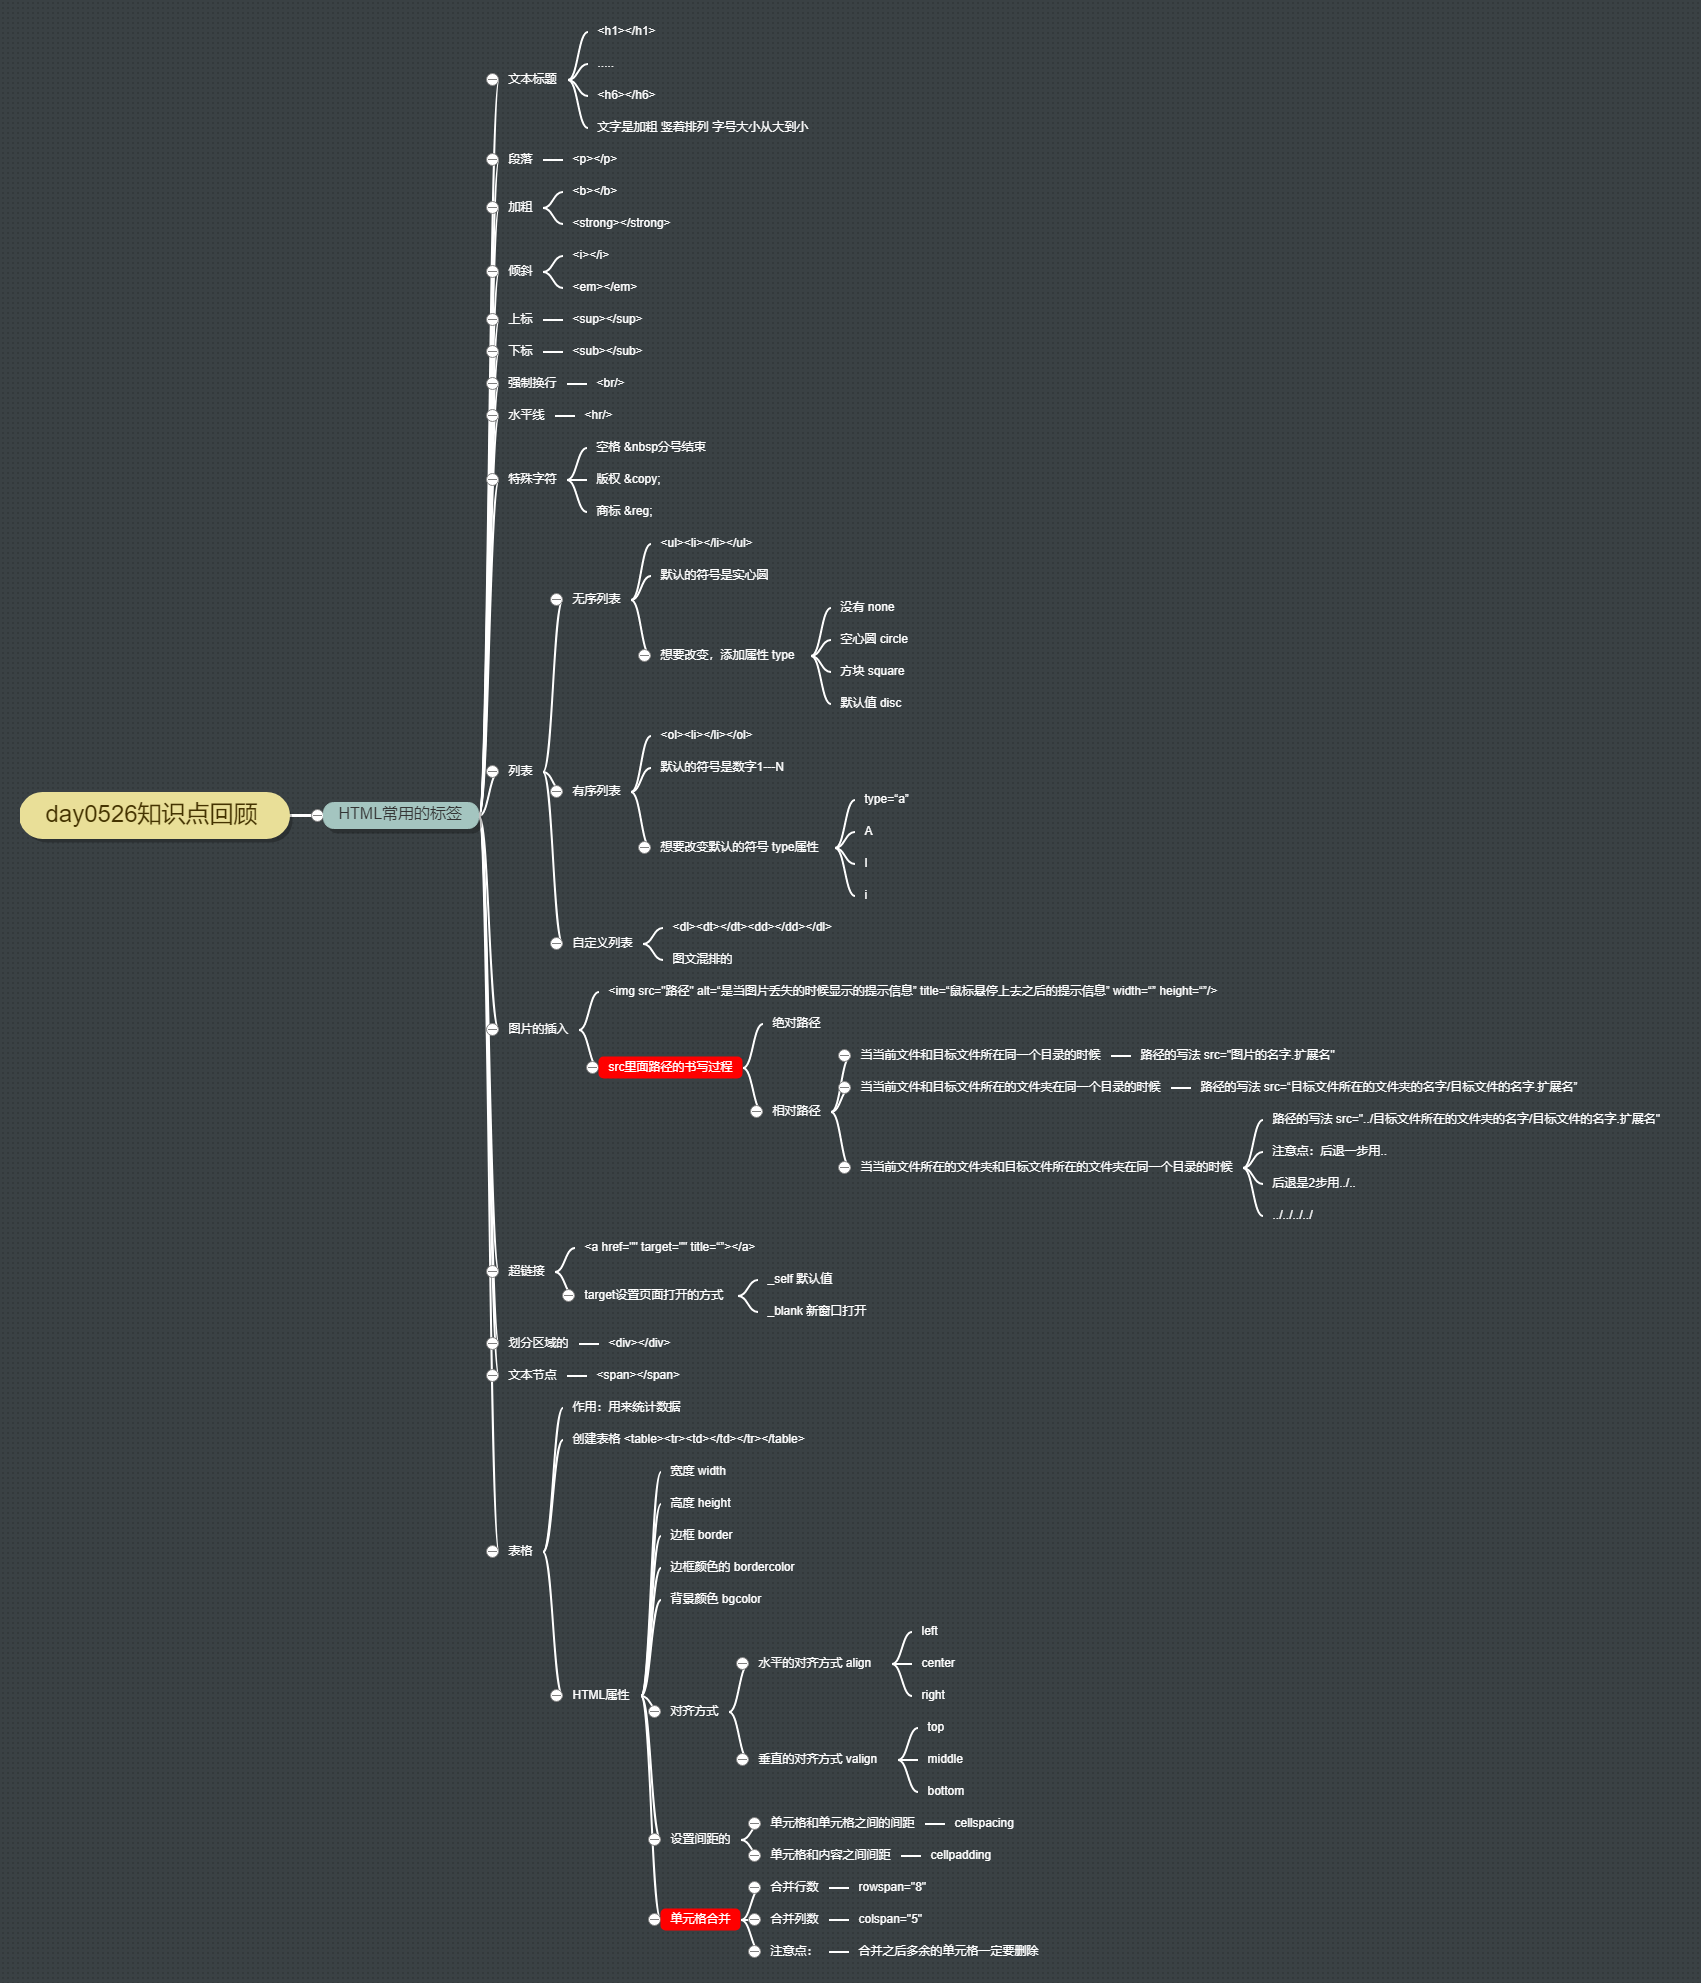 <h1></h1>
.....
文本标题
<h6></h6>
文字是加粗 竖着排列 字号大小从大到小
段落
<p></p>
<b></b>
加粗
<strong></strong>
<i></i>
倾斜
<em></em>
上标
<sup></sup>
下标
<sub></sub>
强制换行
<br/>
水平线
<hr/>
空格 &nbsp分号结束
特殊字符
版权 &copy;
商标 &reg;
<ul><li></li></ul>
默认的符号是实心圆
无序列表
没有 none
空心圆 circle
想要改变，添加属性 type
方块 square
默认值 disc
<ol><li></li></ol>
默认的符号是数字1---N
列表
有序列表
type=“a”
day0526知识点回顾
HTML常用的标签
A
想要改变默认的符号 type属性
I
i
<dl><dt></dt><dd></dd></dl>
自定义列表
图文混排的
<img src="路径" alt=“是当图片丢失的时候显示的提示信息” title=“鼠标悬停上去之后的提示信息” width=“” height=“”/>
图片的插入
绝对路径
src里面路径的书写过程
当当前文件和目标文件所在同一个目录的时候
路径的写法 src="图片的名字.扩展名"
当当前文件和目标文件所在的文件夹在同一个目录的时候
路径的写法 src=“目标文件所在的文件夹的名字/目标文件的名字.扩展名”
相对路径
路径的写法 src="../目标文件所在的文件夹的名字/目标文件的名字.扩展名"
注意点：后退一步用..
当当前文件所在的文件夹和目标文件所在的文件夹在同一个目录的时候
后退是2步用../..
../../../../
<a href="" target="" title=“”></a>
超链接
_self 默认值
target设置页面打开的方式
_blank 新窗口打开
划分区域的
<div></div>
文本节点
<span></span>
作用：用来统计数据
创建表格 <table><tr><td></td></tr></table>
宽度 width
高度 height
边框 border
表格
边框颜色的 bordercolor
背景颜色 bgcolor
left
水平的对齐方式 align
center
HTML属性
right
对齐方式
top
垂直的对齐方式 valign
middle
bottom
单元格和单元格之间的间距
cellspacing
设置间距的
单元格和内容之间间距
cellpadding
合并行数
rowspan="8"
单元格合并
合并列数
colspan="5"
注意点：
合并之后多余的单元格一定要删除